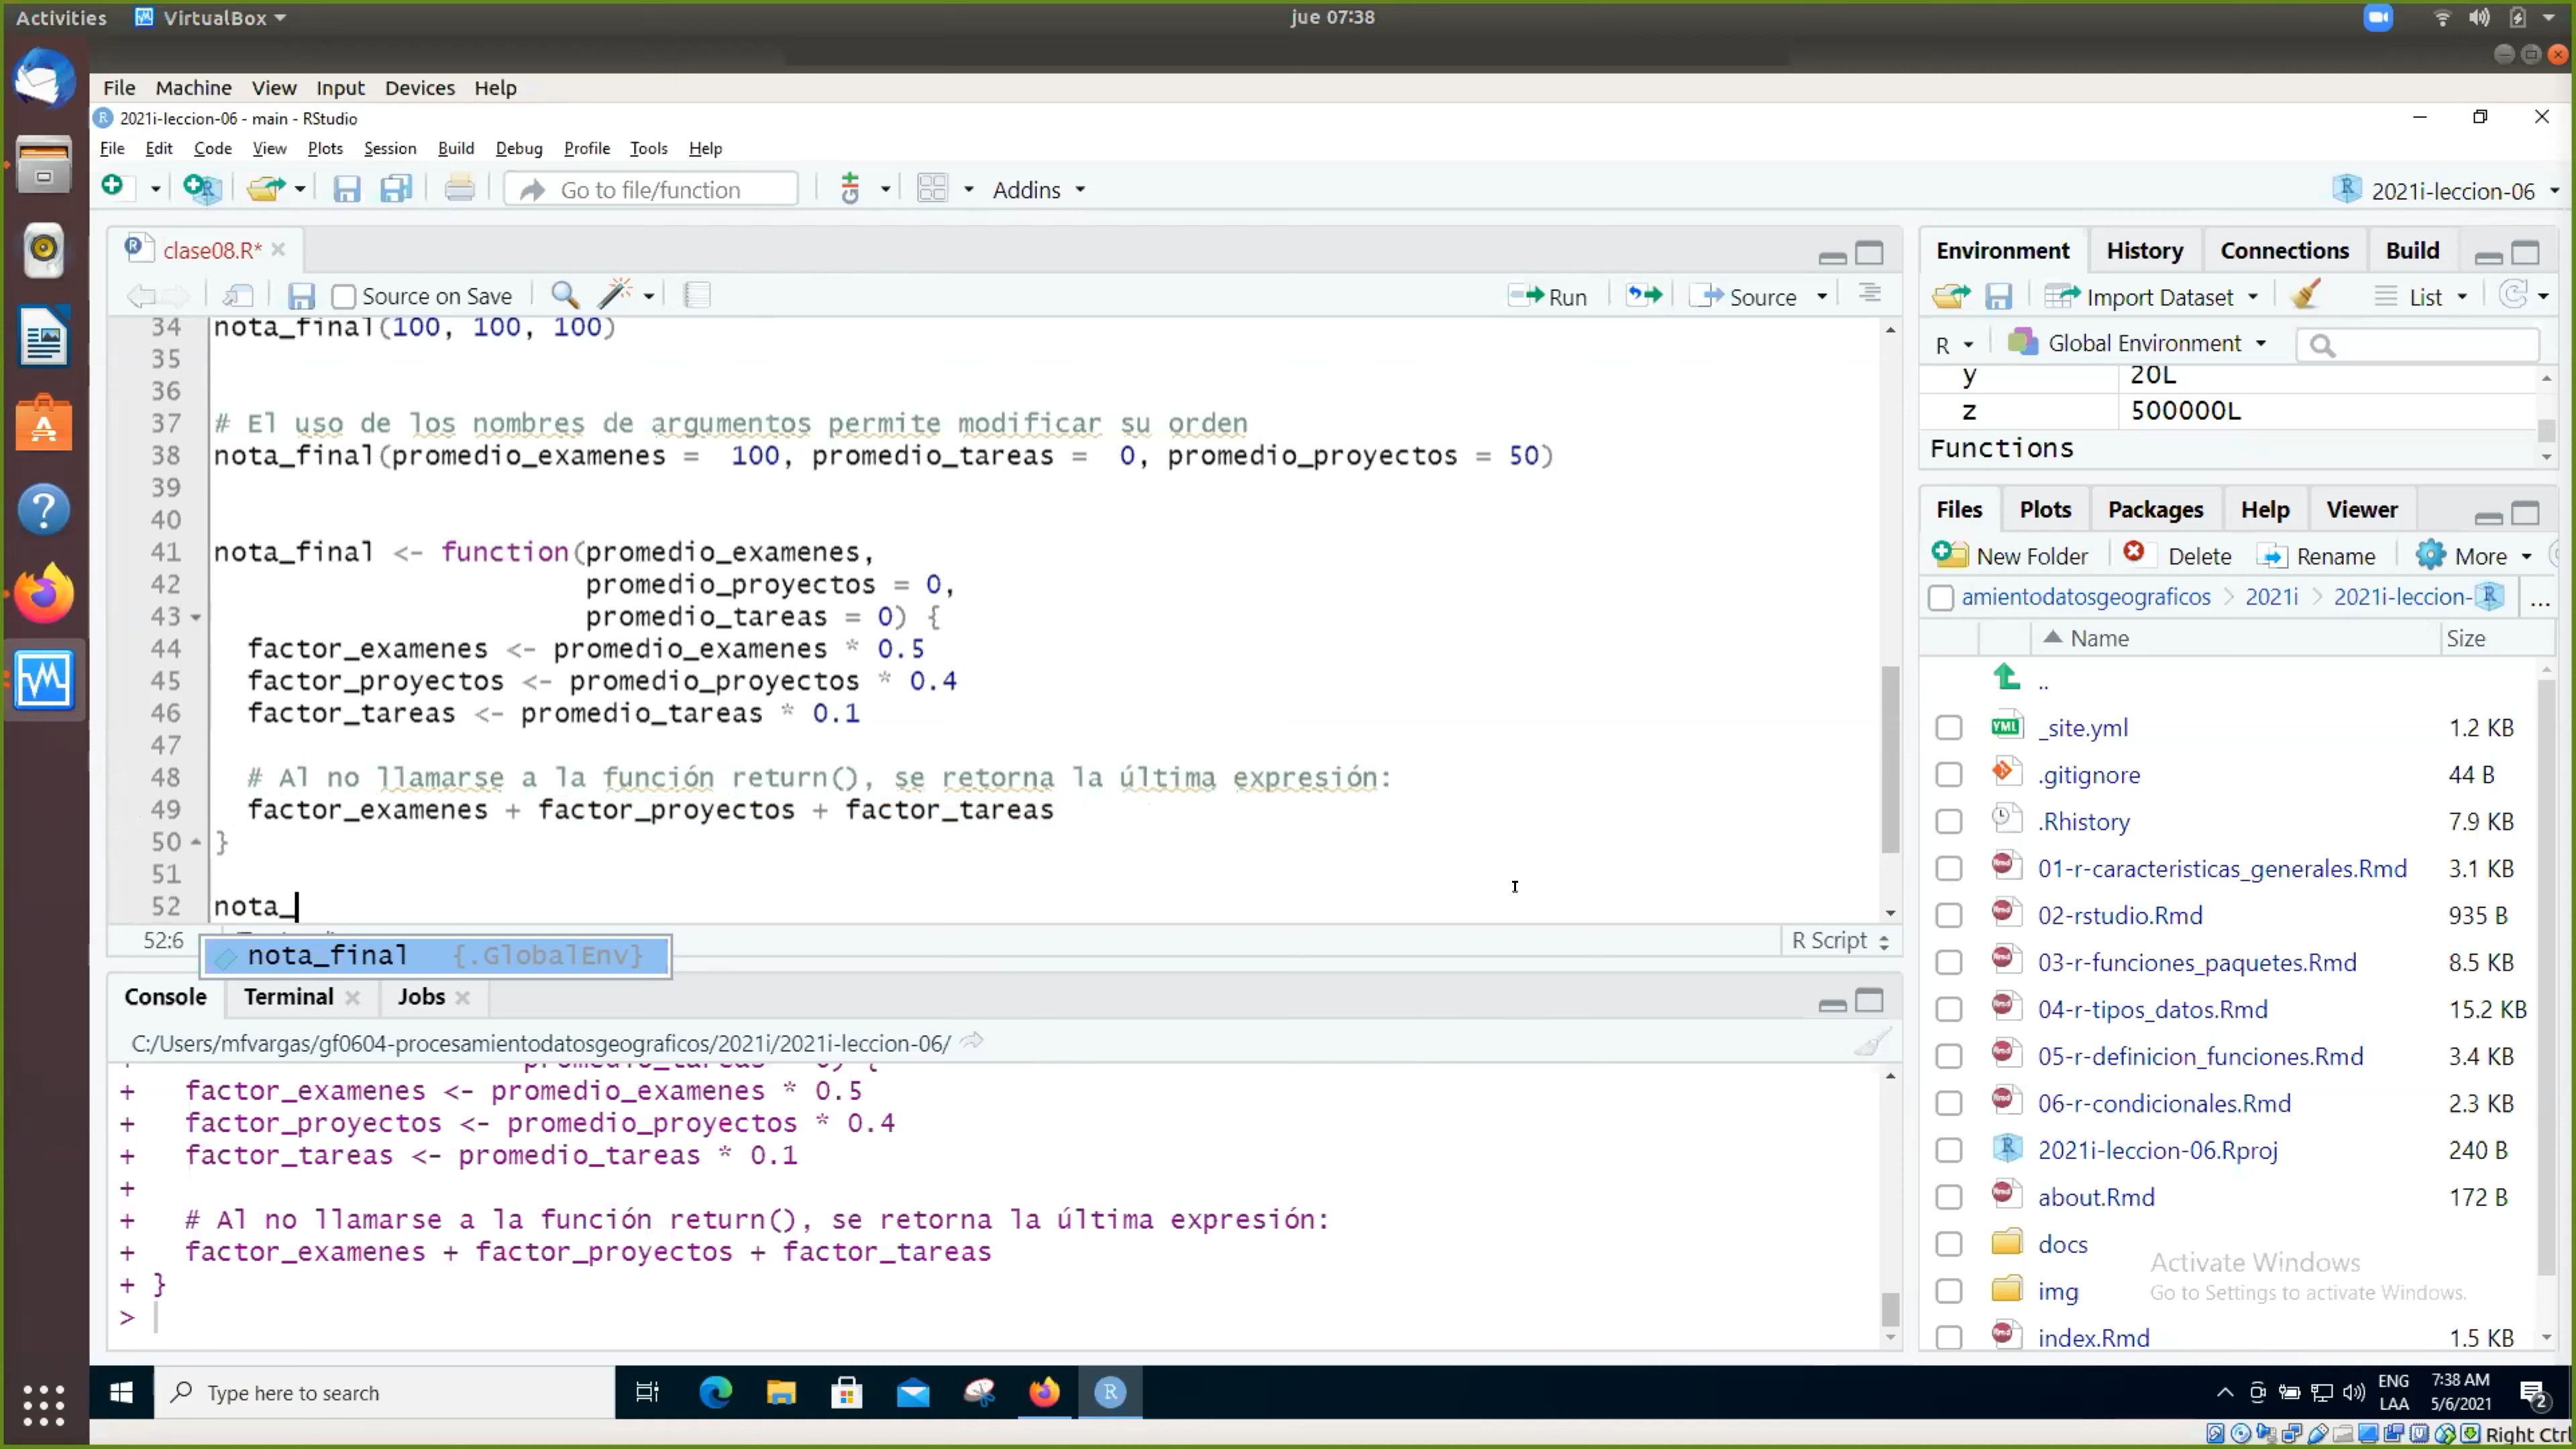 Activities VirtualBox jue 07:38
File Machine View Input Devices Help
2021i-leccion-06 - main - RStudio
File Edit Code View Plots Session Build Debug Profile Tools Help
Go to file/function Addins 2021i-leccion-06
clase08.R*
Source on Save Run Source
34 nota_final(100, 100, 100)
35
36
37 # El uso de los nombres de argumentos permite modificar su orden
38 nota_final(promedio_examenes =  100, promedio_tareas =  0, promedio_proyectos = 50)
39
40
41 nota_final <- function(promedio_examenes,
42 promedio_proyectos = 0,
43 promedio_tareas = 0) {
44 factor_examenes <- promedio_examenes * 0.5
45 factor_proyectos <- promedio_proyectos * 0.4
46 factor_tareas <- promedio_tareas * 0.1
47
48 # Al no llamarse a la función return(), se retorna la última expresión:
49 factor_examenes + factor_proyectos + factor_tareas
50 }
51
52 nota_
52:6 R Script
nota_final {.GlobalEnv}
Console Terminal Jobs
C:/Users/mfvargas/gf0604-procesamientodatosgeograficos/2021i/2021i-leccion-06/
+ factor_examenes <- promedio_examenes * 0.5
+ factor_proyectos <- promedio_proyectos * 0.4
+ factor_tareas <- promedio_tareas * 0.1
+
+ # Al no llamarse a la función return(), se retorna la última expresión:
+ factor_examenes + factor_proyectos + factor_tareas
+ }
>
Environment History Connections Build
Import Dataset List
R Global Environment
y 20L
z 500000L
Functions
Files Plots Packages Help Viewer
New Folder Delete Rename More
amientodatosgeograficos > 2021i > 2021i-leccion- ...
Name Size
..
_site.yml 1.2 KB
.gitignore 44 B
.Rhistory 7.9 KB
01-r-caracteristicas_generales.Rmd 3.1 KB
02-rstudio.Rmd 935 B
03-r-funciones_paquetes.Rmd 8.5 KB
04-r-tipos_datos.Rmd 15.2 KB
05-r-definicion_funciones.Rmd 3.4 KB
06-r-condicionales.Rmd 2.3 KB
2021i-leccion-06.Rproj 240 B
about.Rmd 172 B
docs
img
index.Rmd 1.5 KB
Activate Windows
Go to Settings to activate Windows.
Type here to search
ENG
LAA
7:38 AM
5/6/2021
2
Right Ctrl